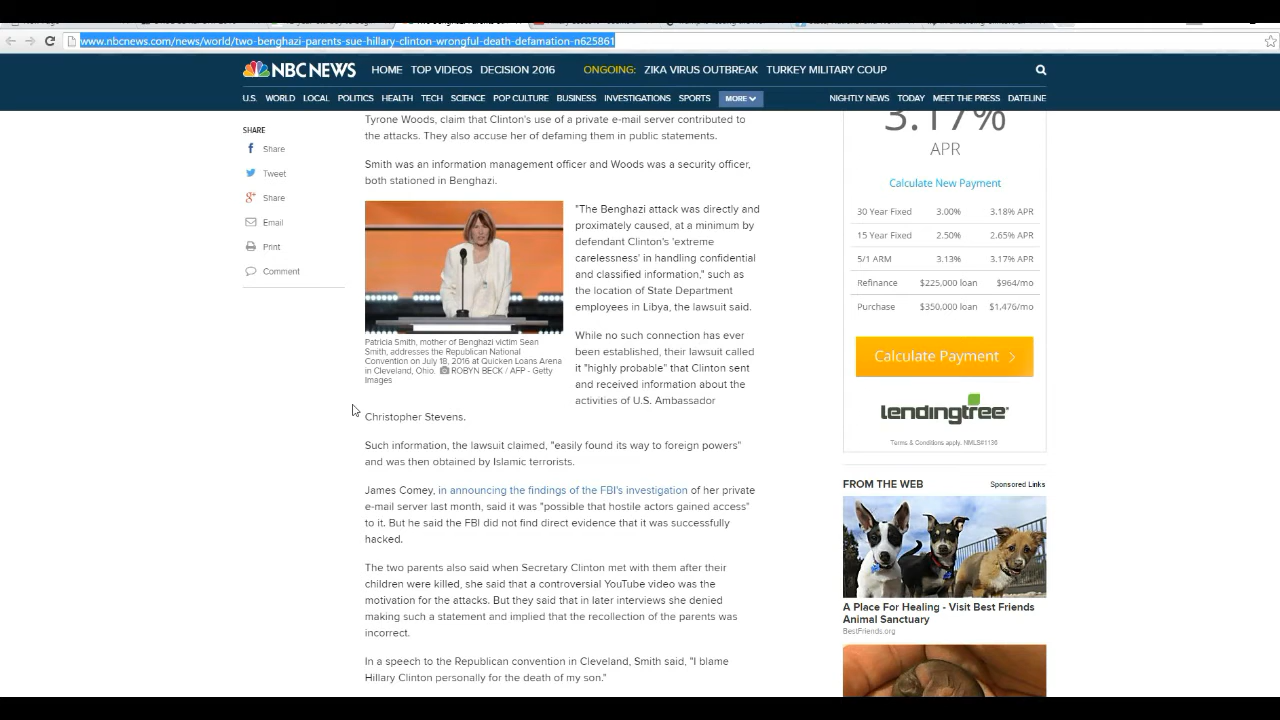 www.nbcnews.com/news/world/two-benghazi-parents-sue-hillary-clinton-wrongful-death-defamation-n625861
NBC NEWS HOME TOP VIDEOS DECISION 2016 ONGOING: ZIKA VIRUS OUTBREAK TURKEY MILITARY COUP
U.S. WORLD LOCAL POLITICS HEALTH TECH SCIENCE POP CULTURE BUSINESS INVESTIGATIONS SPORTS MORE NIGHTLY NEWS TODAY MEET THE PRESS DATELINE
SHARE
Share
Tweet
Share
Email
Print
Comment
Tyrone Woods, claim that Clinton's use of a private e-mail server contributed to
the attacks. They also accuse her of defaming them in public statements.
Smith was an information management officer and Woods was a security officer,
both stationed in Benghazi.
Patricia Smith, mother of Benghazi victim Sean
Smith, addresses the Republican National
Convention on July 18, 2016 at Quicken Loans Arena
in Cleveland, Ohio. ROBYN BECK / AFP - Getty
Images
"The Benghazi attack was directly and
proximately caused, at a minimum by
defendant Clinton's 'extreme
carelessness' in handling confidential
and classified information," such as
the location of State Department
employees in Libya, the lawsuit said.
While no such connection has ever
been established, their lawsuit called
it "highly probable" that Clinton sent
and received information about the
activities of U.S. Ambassador
Christopher Stevens.
Such information, the lawsuit claimed, "easily found its way to foreign powers"
and was then obtained by Islamic terrorists.
James Comey, in announcing the findings of the FBI's investigation of her private
e-mail server last month, said it was "possible that hostile actors gained access"
to it. But he said the FBI did not find direct evidence that it was successfully
hacked.
The two parents also said when Secretary Clinton met with them after their
children were killed, she said that a controversial YouTube video was the
motivation for the attacks. But they said that in later interviews she denied
making such a statement and implied that the recollection of the parents was
incorrect.
In a speech to the Republican convention in Cleveland, Smith said, "I blame
Hillary Clinton personally for the death of my son."
3.17%
APR
Calculate New Payment
30 Year Fixed 3.00% 3.18% APR
15 Year Fixed 2.50% 2.65% APR
5/1 ARM 3.13% 3.17% APR
Refinance $225,000 loan $964/mo
Purchase $350,000 loan $1,476/mo
Calculate Payment
lendingtree
Terms & Conditions apply. NMLS#1136
FROM THE WEB Sponsored Links
A Place For Healing - Visit Best Friends
Animal Sanctuary
BestFriends.org